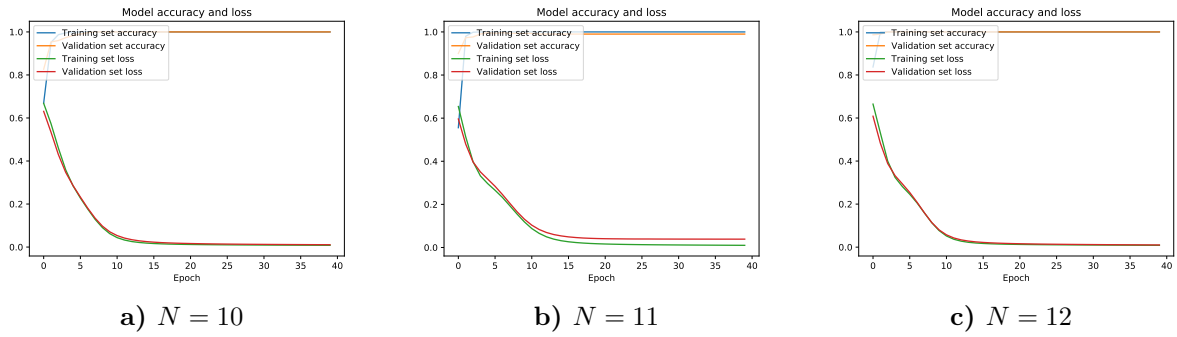 Model accuracy and loss
1.0
0.8
0.6
0.4
0.2
0.0
Training set accuracy
Validation set accuracy
Training set loss
Validation set loss
0 5 10 15 20 25 30 35 40
Epoch
a) N = 10
Model accuracy and loss
1.0
0.8
0.6
0.4
0.2
0.0
Training set accuracy
Validation set accuracy
Training set loss
Validation set loss
0 5 10 15 20 25 30 35 40
Epoch
b) N = 11
Model accuracy and loss
1.0
0.8
0.6
0.4
0.2
0.0
Training set accuracy
Validation set accuracy
Training set loss
Validation set loss
0 5 10 15 20 25 30 35 40
Epoch
c) N = 12